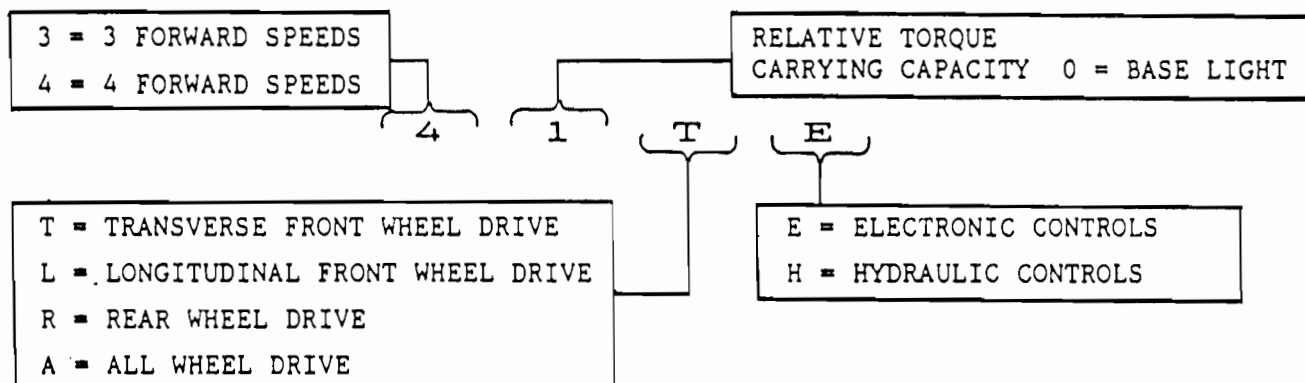 3 = 3 FORWARD SPEEDS
4 = 4 FORWARD SPEEDS
RELATIVE TORQUE
CARRYING CAPACITY 0 = BASE LIGHT
4 1 T E
T = TRANSVERSE FRONT WHEEL DRIVE
L = LONGITUDINAL FRONT WHEEL DRIVE
R = REAR WHEEL DRIVE
A = ALL WHEEL DRIVE
E = ELECTRONIC CONTROLS
H = HYDRAULIC CONTROLS